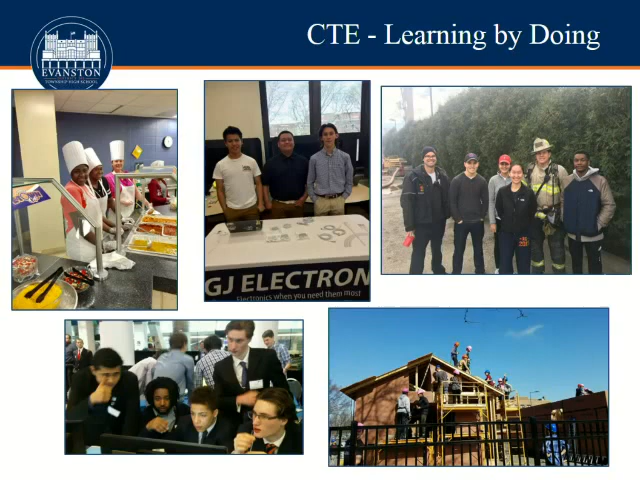 CTE - Learning by Doing
EVANSTON
TOWNSHIP HIGH SCHOOL
GJ ELECTRON
Electronics when you need them most